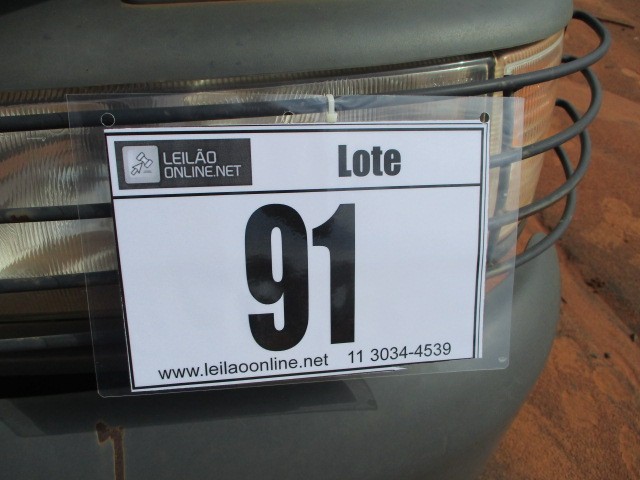 LEILÃO
ONLINE.NET
Lote
91
www.leilaoonline.net 11 3034-4539